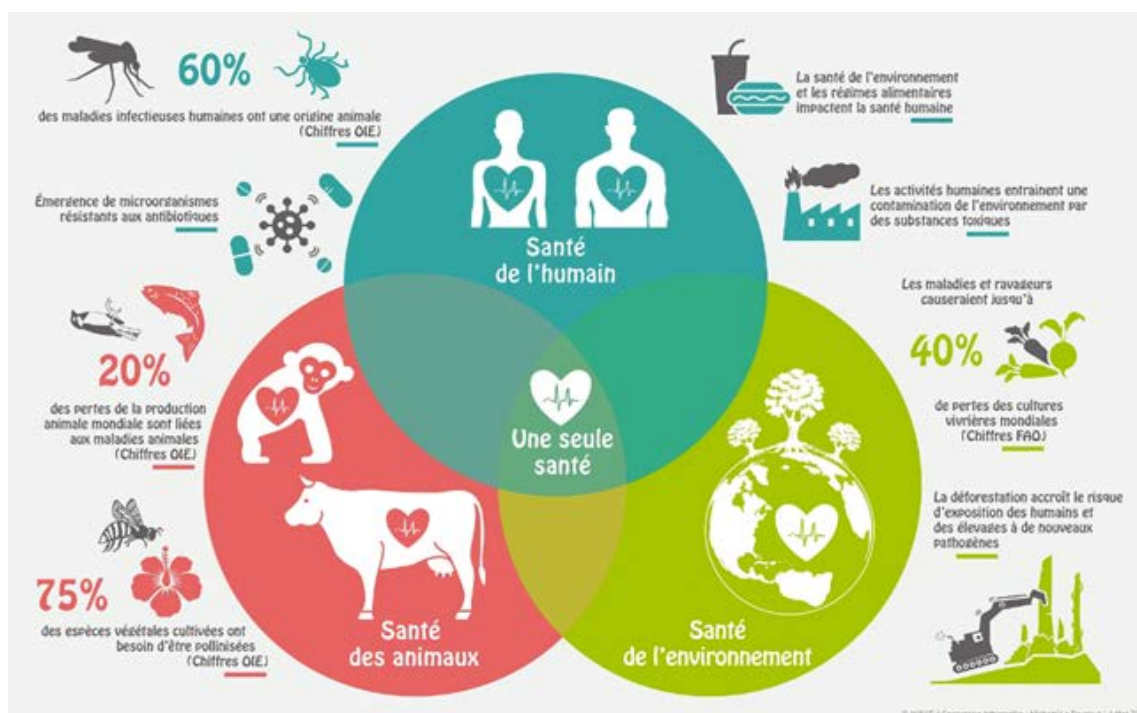 60%
des maladies infectieuses humaines ont une origine animale
(Chiffres OIE)
Émergence de microorganismes
résistants aux antibiotiques
20%
des pertes de la production
animale mondiale sont liées
aux maladies animales
(Chiffres OIE)
75%
des espèces végétales cultivées ont
besoin d'être pollinisées
(Chiffres OIE)
Santé
de l'humain
Une seule
santé
Santé
des animaux
Santé
de l'environnement
La santé de l'environnement
et les régimes alimentaires
impactent la santé humaine
Les activités humaines entrainent une
contamination de l'environnement par
des substances toxiques
Les maladies et ravageurs
causeraient jusqu'à
40%
de pertes des cultures
vivrières mondiales
(Chiffres FAO)
La déforestation accroît le risque
d'exposition des humains et
des élevages à de nouveaux
pathogènes